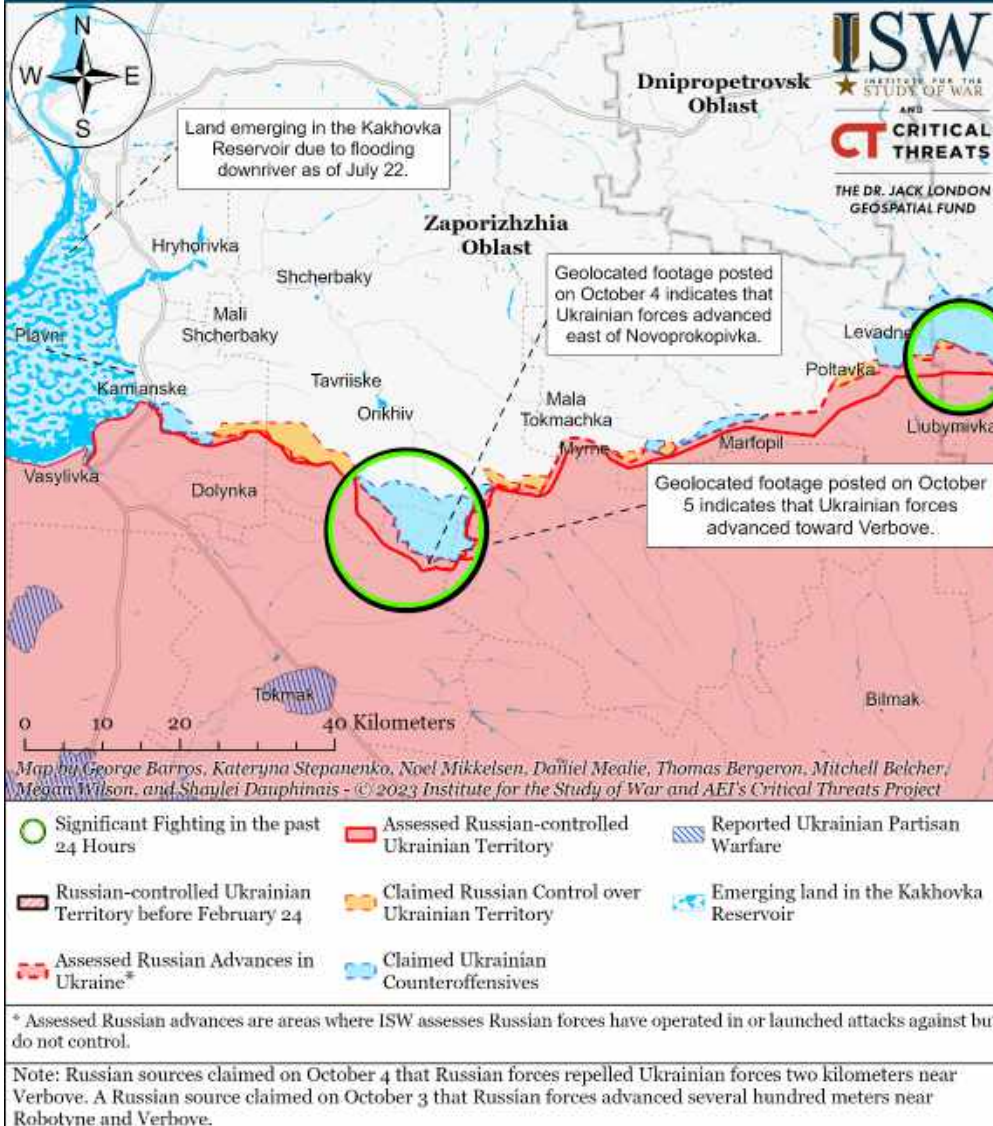 N
W
E
S
ISW
INSTITUTE FOR THE
STUDY OF WAR
AND
CT CRITICAL
THREATS
THE DR. JACK LONDON
GEOSPATIAL FUND
Dnipropetrovsk
Oblast
Land emerging in the Kakhovka
Reservoir due to flooding
downriver as of July 22.
Zaporizhzhia
Oblast
Hryhorivka
Shcherbaky
Geolocated footage posted
on October 4 indicates that
Ukrainian forces advanced
east of Novoprokopivka.
Mali
Shcherbaky
Plavni
Levadne
Kamianske
Tavriiske
Poltavka
Orikhiv
Mala
Tokmachka
Liubymivka
Myrne
Marfopil
Vasylivka
Dolynka
Geolocated footage posted on October
5 indicates that Ukrainian forces
advanced toward Verbove.
Tokmak
Bilmak
0 10 20 40 Kilometers
Map by George Barros, Kateryna Stepanenko, Noel Mikkelsen, Daniel Mealie, Thomas Bergeron, Mitchell Belcher,
Megan Wilson, and Shaylei Dauphinais - © 2023 Institute for the Study of War and AEI's Critical Threats Project
Significant Fighting in the past
24 Hours
Assessed Russian-controlled
Ukrainian Territory
Reported Ukrainian Partisan
Warfare
Russian-controlled Ukrainian
Territory before February 24
Claimed Russian Control over
Ukrainian Territory
Emerging land in the Kakhovka
Reservoir
Assessed Russian Advances in
Ukraine*
Claimed Ukrainian
Counteroffensives
* Assessed Russian advances are areas where ISW assesses Russian forces have operated in or launched attacks against but
do not control.
Note: Russian sources claimed on October 4 that Russian forces repelled Ukrainian forces two kilometers near
Verbove. A Russian source claimed on October 3 that Russian forces advanced several hundred meters near
Robotyne and Verbove.